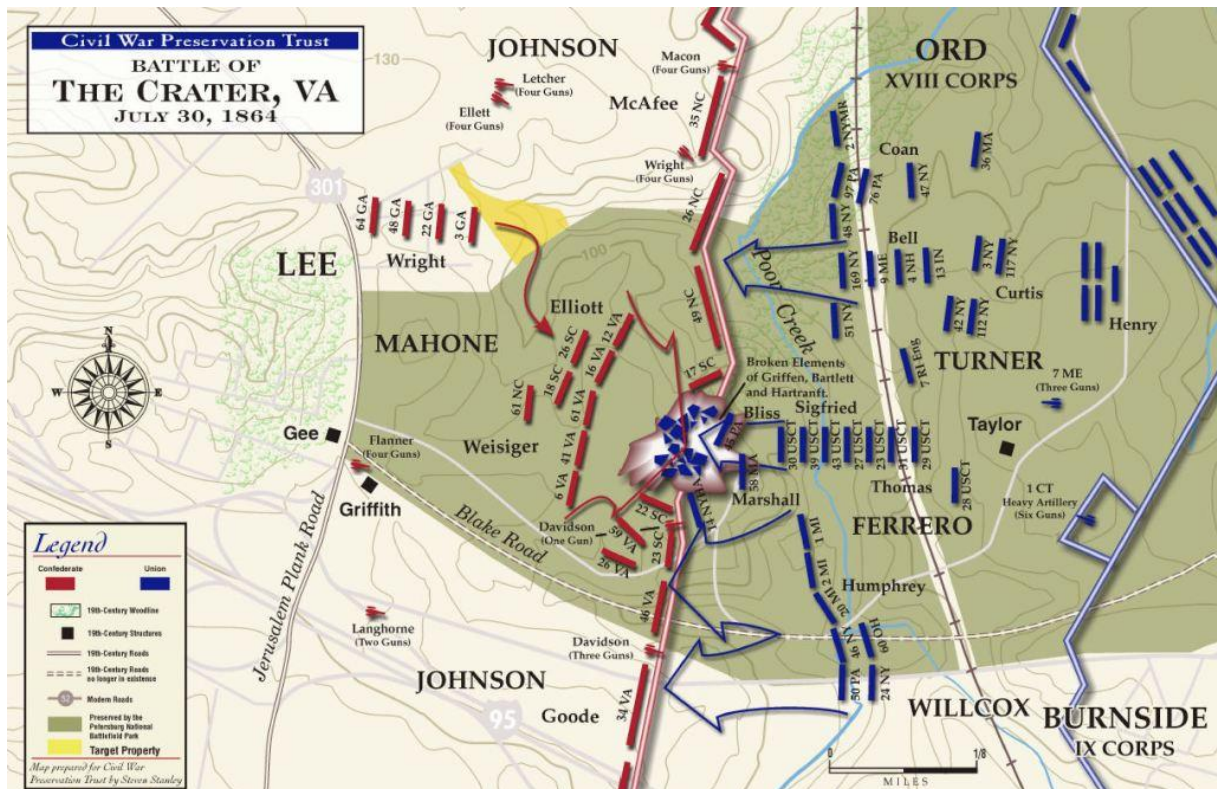 Civil War Preservation Trust
BATTLE OF
THE CRATER, VA
JULY 30, 1864
130
JOHNSON
Letcher
(Four Guns)
Ellett
(Four Guns)
Macon
(Four Guns)
McAfee
35 NC
Wright
(Four Guns)
26 NC
ORD
XVIII CORPS
2 NYMR
Coan
36 MA
97 PA
76 PA
47 NY
48 NY
301
64 GA
48 GA
22 GA
3 GA
Wright
LEE
100
Bell
169 NY
9 ME
4 NH
13 IN
3 NY
117 NY
Curtis
Henry
Poor Creek
49 NC
51 NY
42 NY
112 NY
TURNER
7 RI Eng
7 ME
(Three Guns)
MAHONE
Elliott
26 SC
12 VA
16 VA
18 SC
61 NC
61 VA
17 SC
Weisiger
41 VA
6 VA
Broken Elements
of Griffen, Bartlett
and Hartranft.
Bliss
45 PA
Sigfried
30 USCT
39 USCT
43 USCT
27 USCT
23 USCT
31 USCT
29 USCT
Taylor
58 MA
Marshall
Thomas
28 USCT
1 CT
Heavy Artillery
(Six Guns)
14 NYHA
FERRERO
N
W
E
S
Gee
Flanner
(Four Guns)
Griffith
Blake Road
Jerusalem Plank Road
Davidson
(One Gun)
22 SC
59 VA
23 SC
26 VA
46 VA
1 MI
2 MI
20 MI
Humphrey
46 NY
60 OH
50 PA
24 NY
Langhorne
(Two Guns)
Davidson
(Three Guns)
JOHNSON
Goode
34 VA
95
WILLCOX
BURNSIDE
IX CORPS
0
1/8
MILES
Legend
Confederate
Union
19th-Century Woodline
19th-Century Structures
19th-Century Roads
19th-Century Roads
no longer in existence
52
Modern Roads
Preserved by the
Petersburg National
Battlefield Park
Target Property
Map prepared for Civil War
Preservation Trust by Steven Stanley